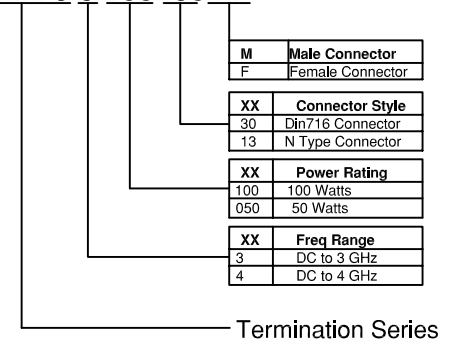 M Male Connector
F Female Connector
XX Connector Style
30 Din716 Connector
13 N Type Connector
XX Power Rating
100 100 Watts
050 50 Watts
XX Freq Range
3 DC to 3 GHz
4 DC to 4 GHz
Termination Series